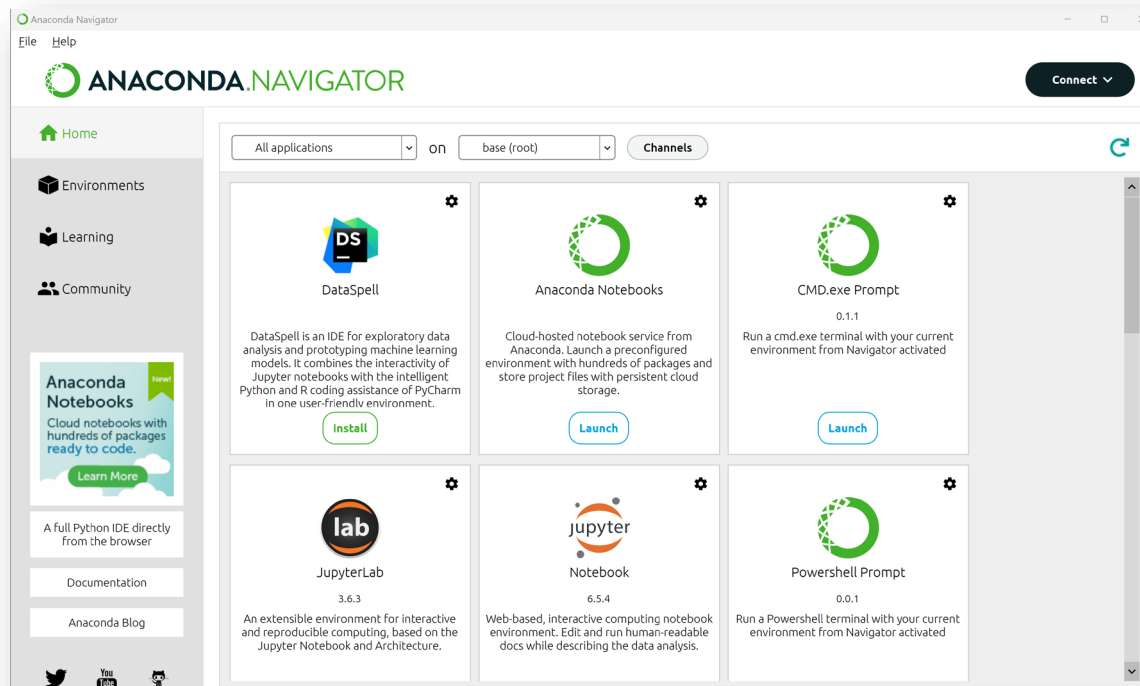 Anaconda Navigator
File Help
ANACONDA.NAVIGATOR
Connect
Home
Environments
Learning
Community
Anaconda
Notebooks
New!
Cloud notebooks with
hundreds of packages
ready to code.
Learn More
A full Python IDE directly
from the browser
Documentation
Anaconda Blog
You
Tube
All applications on base (root) Channels
DS
DataSpell
DataSpell is an IDE for exploratory data
analysis and prototyping machine learning
models. It combines the interactivity of
Jupyter notebooks with the intelligent
Python and R coding assistance of PyCharm
in one user-friendly environment.
Install
Anaconda Notebooks
Cloud-hosted notebook service from
Anaconda. Launch a preconfigured
environment with hundreds of packages and
store project files with persistent cloud
storage.
Launch
CMD.exe Prompt
0.1.1
Run a cmd.exe terminal with your current
environment from Navigator activated
Launch
lab
JupyterLab
3.6.3
An extensible environment for interactive
and reproducible computing, based on the
Jupyter Notebook and Architecture.
jupyter
Notebook
6.5.4
Web-based, interactive computing notebook
environment. Edit and run human-readable
docs while describing the data analysis.
Powershell Prompt
0.0.1
Run a Powershell terminal with your current
environment from Navigator activated